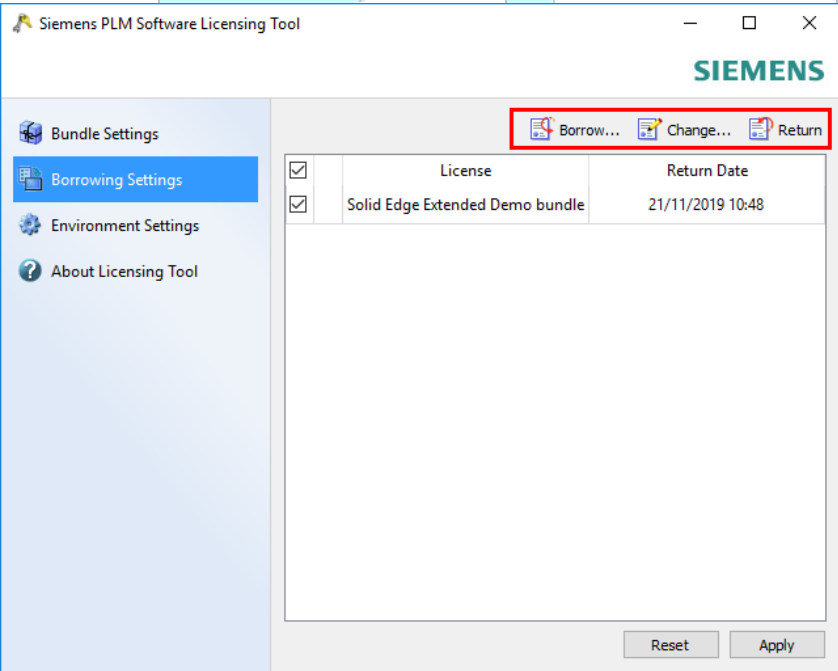 Siemens PLM Software Licensing Tool
SIEMENS
Bundle Settings
Borrowing Settings
Environment Settings
About Licensing Tool
Borrow... Change... Return
License Return Date
Solid Edge Extended Demo bundle 21/11/2019 10:48
Reset Apply